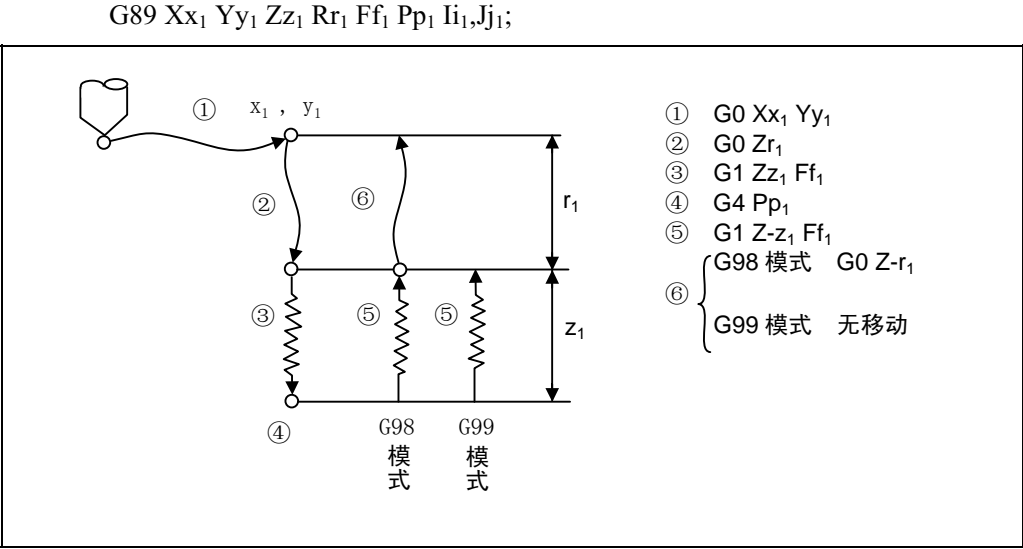 G89 Xx₁ Yy₁ Zz₁ Rr₁ Ff₁ Pp₁ Ii₁,Jj₁;
① x₁ , y₁
②
⑥
r₁
③
⑤
⑤
z₁
④
G98
模式
G99
模式
① G0 Xx₁ Yy₁
② G0 Zr₁
③ G1 Zz₁ Ff₁
④ G4 Pp₁
⑤ G1 Z-z₁ Ff₁
⑥
G98 模式 G0 Z-r₁
G99 模式 无移动